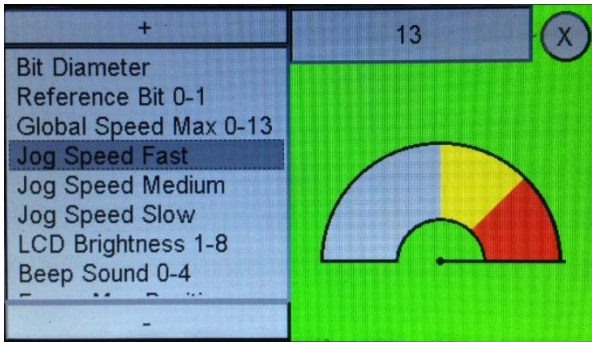 +
13
X
Bit Diameter
Reference Bit 0-1
Global Speed Max 0-13
Jog Speed Fast
Jog Speed Medium
Jog Speed Slow
LCD Brightness 1-8
Beep Sound 0-4
-